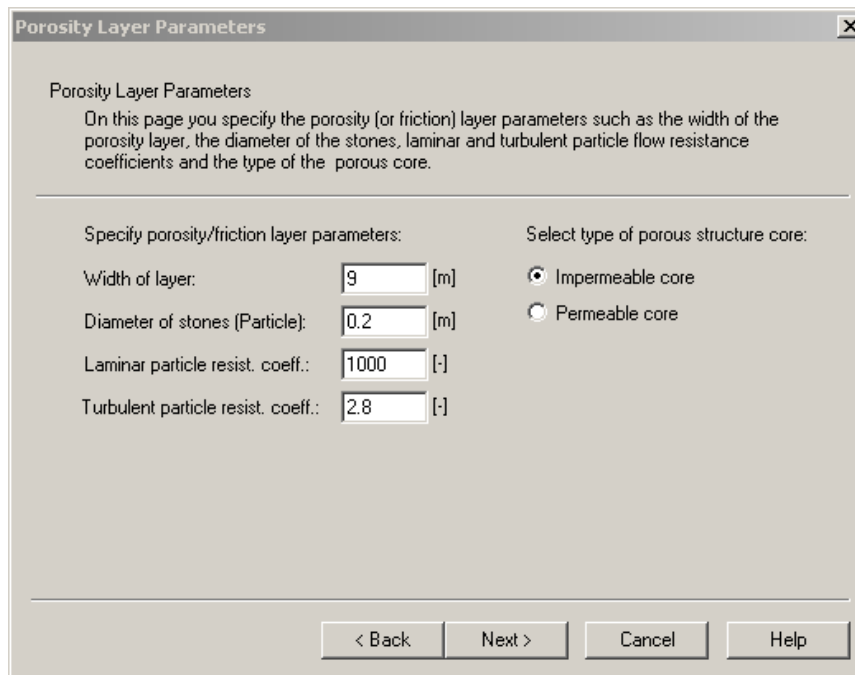 Porosity Layer Parameters
Porosity Layer Parameters
On this page you specify the porosity (or friction) layer parameters such as the width of the
porosity layer, the diameter of the stones, laminar and turbulent particle flow resistance
coefficients and the type of the porous core.
Specify porosity/friction layer parameters:
Width of layer: 9 [m]
Diameter of stones (Particle): 0.2 [m]
Laminar particle resist. coeff.: 1000 [-]
Turbulent particle resist. coeff.: 2.8 [-]
Select type of porous structure core:
Impermeable core
Permeable core
< Back Next > Cancel Help